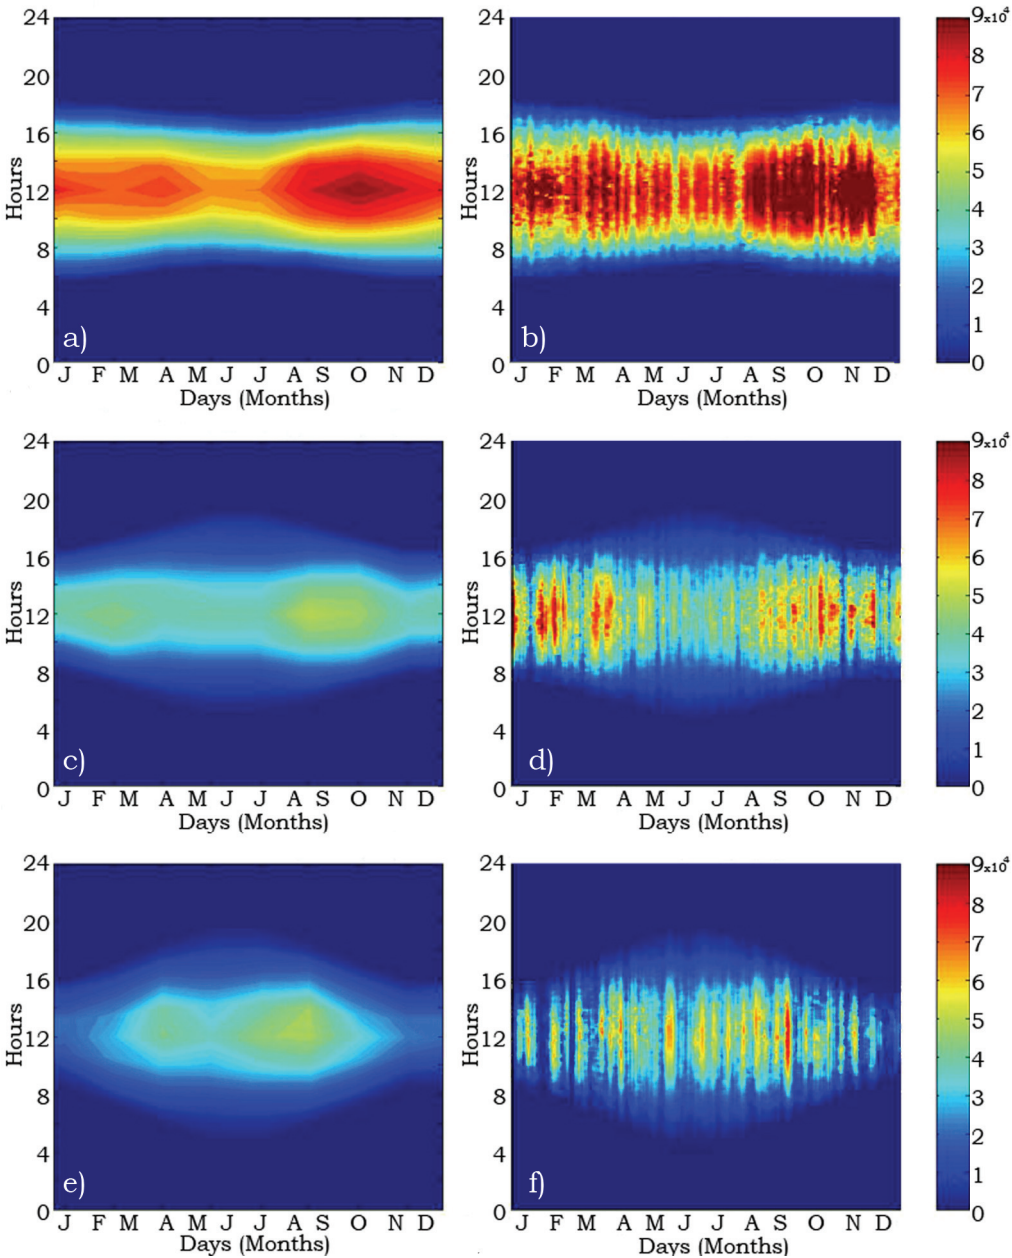 24
20
16
12
8
4
0
Hours
a)
J F M A M J J A S O N D
Days (Months)
24
20
16
12
8
4
0
Hours
b)
J F M A M J J A S O N D
Days (Months)
9x10⁴
8
7
6
5
4
3
2
1
0
24
20
16
12
8
4
0
Hours
c)
J F M A M J J A S O N D
Days (Months)
24
20
16
12
8
4
0
Hours
d)
J F M A M J J A S O N D
Days (Months)
9x10⁴
8
7
6
5
4
3
2
1
0
24
20
16
12
8
4
0
Hours
e)
J F M A M J J A S O N D
Days (Months)
24
20
16
12
8
4
0
Hours
f)
J F M A M J J A S O N D
Days (Months)
9x10⁴
8
7
6
5
4
3
2
1
0